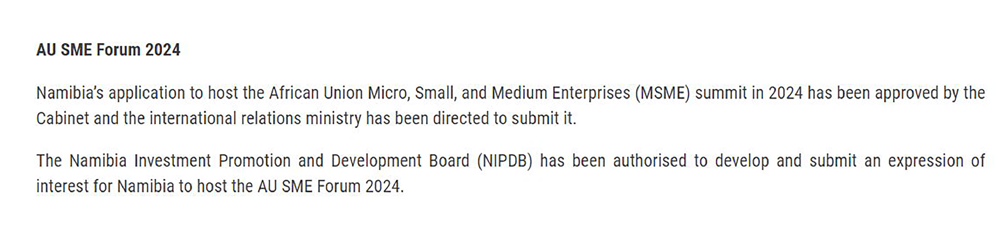 AU SME Forum 2024
Namibia’s application to host the African Union Micro, Small, and Medium Enterprises (MSME) summit in 2024 has been approved by the
Cabinet and the international relations ministry has been directed to submit it.
The Namibia Investment Promotion and Development Board (NIPDB) has been authorised to develop and submit an expression of
interest for Namibia to host the AU SME Forum 2024.